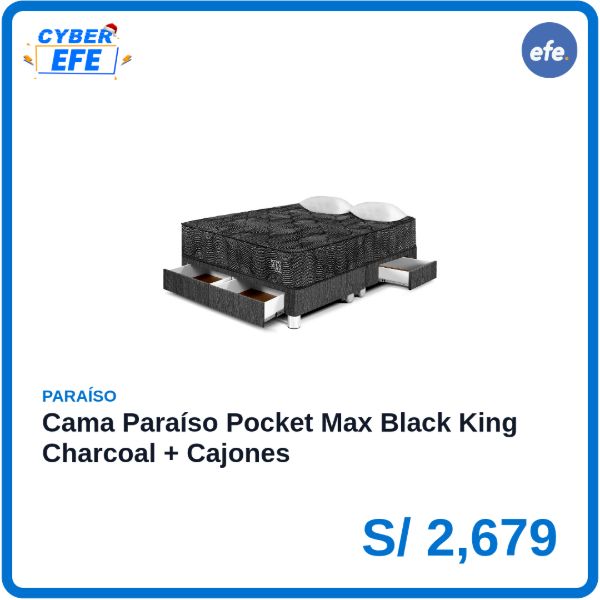 CYBER
EFE
efe.
PARAÍSO
Cama Paraíso Pocket Max Black King
Charcoal + Cajones
S/ 2,679